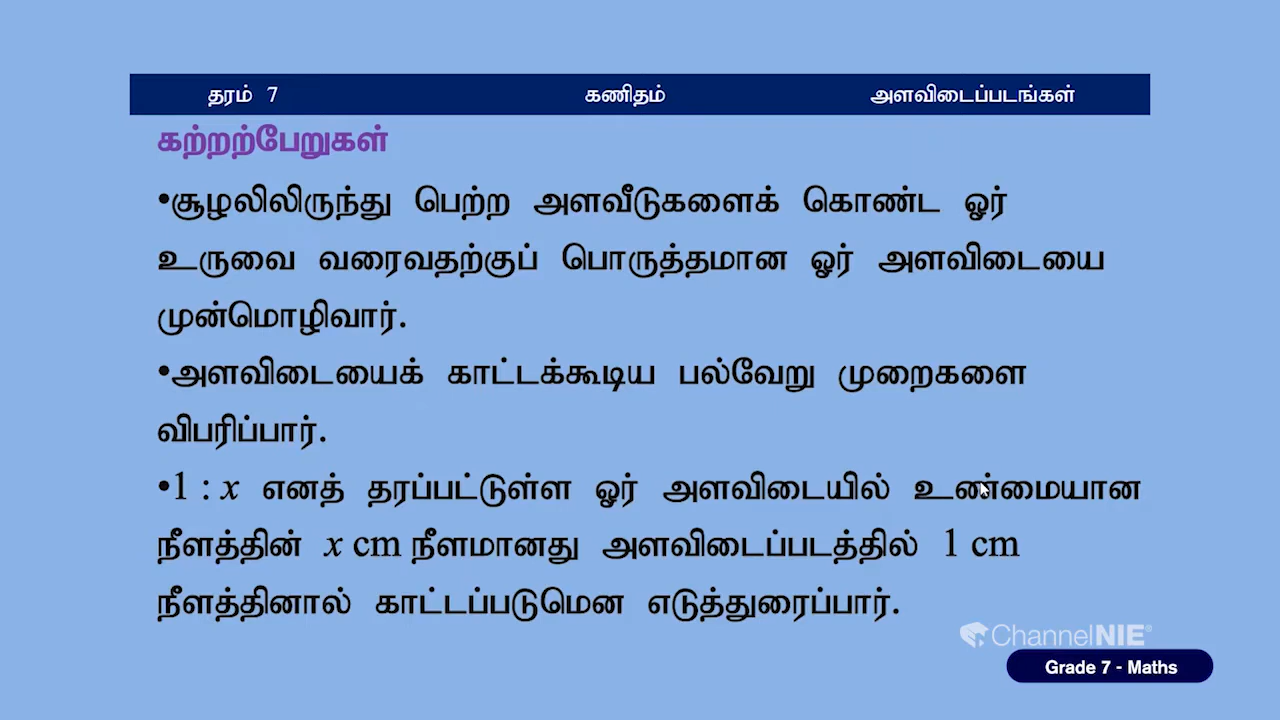 தரம் 7 கணிதம் அளவிடைப்படங்கள்
கற்றற்பேறுகள்
•சூழலிலிருந்து பெற்ற அளவீடுகளைக் கொண்ட ஓர்
உருவை வரைவதற்குப் பொருத்தமான ஓர் அளவிடையை
முன்மொழிவார்.
•அளவிடையைக் காட்டக்கூடிய பல்வேறு முறைகளை
விபரிப்பார்.
•1 : x எனத் தரப்பட்டுள்ள ஓர் அளவிடையில் உண்மையான
நீளத்தின் x cm நீளமானது அளவிடைப்படத்தில் 1 cm
நீளத்தினால் காட்டப்படுமென எடுத்துரைப்பார்.
ChannelNIE®
Grade 7 - Maths